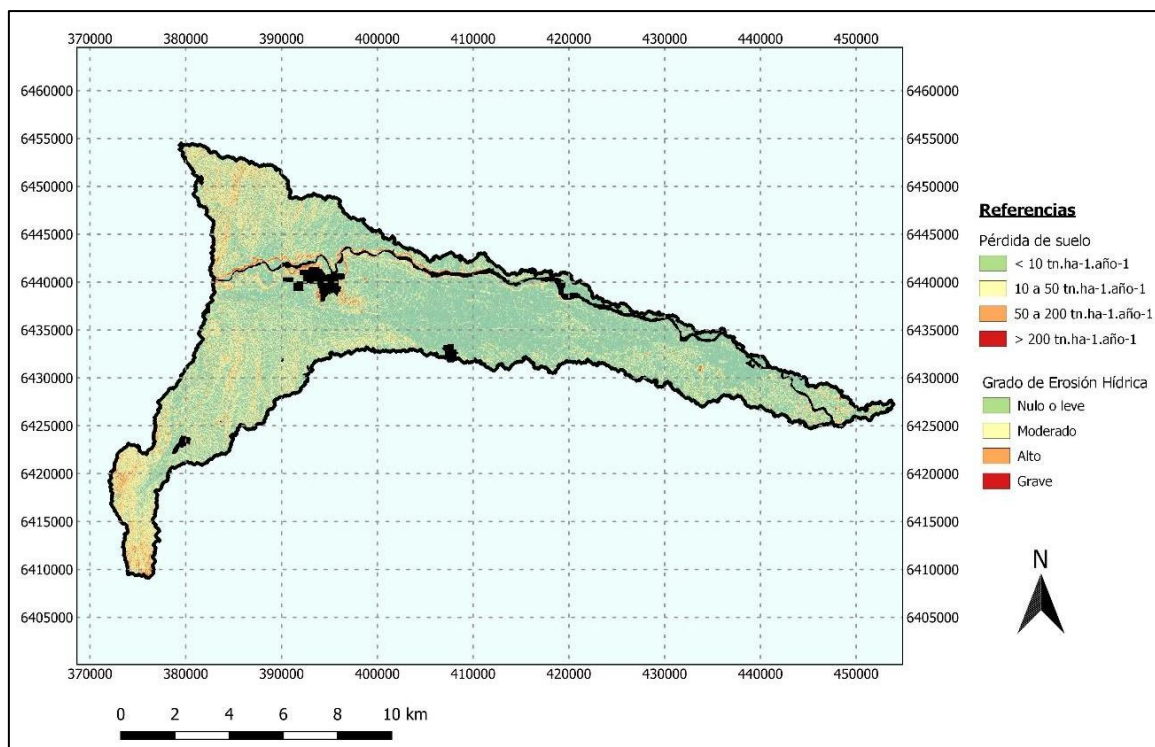 370000 380000 390000 400000 410000 420000 430000 440000 450000
6460000 6460000
6455000 6455000
6450000 6450000
6445000 6445000
6440000 6440000
6435000 6435000
6430000 6430000
6425000 6425000
6420000 6420000
6415000 6415000
6410000 6410000
6405000 6405000
370000 380000 390000 400000 410000 420000 430000 440000 450000
0 2 4 6 8 10 km
Referencias
Pérdida de suelo
< 10 tn.ha-1.año-1
10 a 50 tn.ha-1.año-1
50 a 200 tn.ha-1.año-1
> 200 tn.ha-1.año-1
Grado de Erosión Hídrica
Nulo o leve
Moderado
Alto
Grave
N